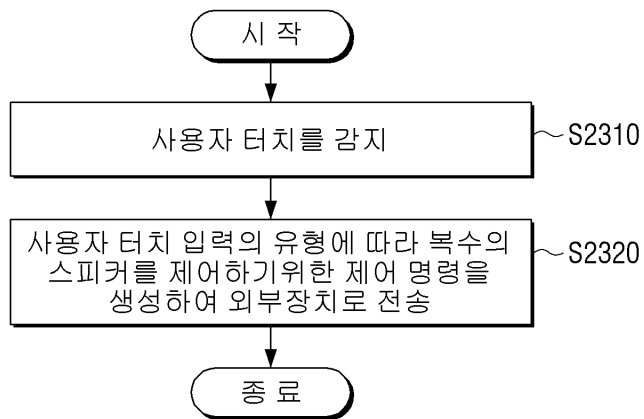 시 작
사용자 터치를 감지
S2310
사용자 터치 입력의 유형에 따라 복수의
스피커를 제어하기위한 제어 명령을
생성하여 외부장치로 전송
S2320
종 료